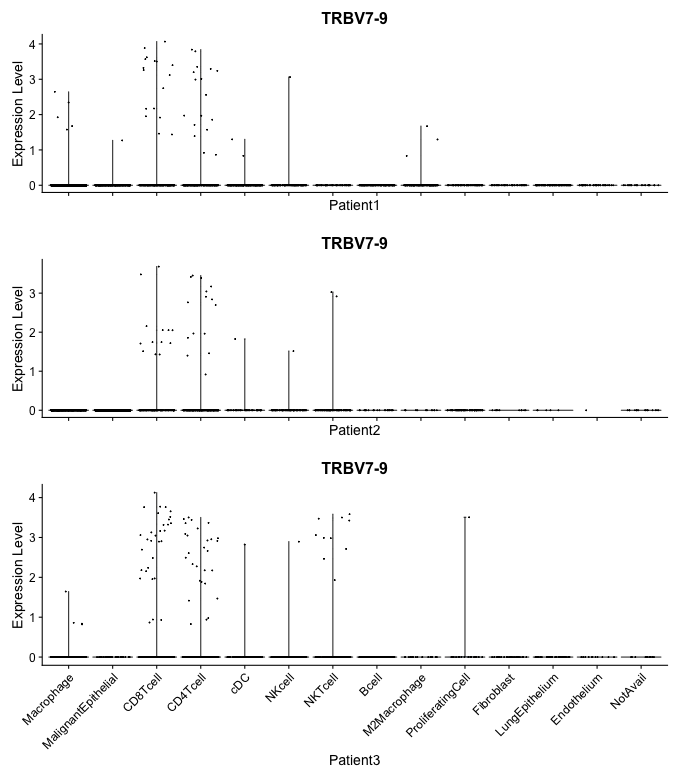 TRBV7-9
Expression Level
4
3
2
1
0
Patient1
TRBV7-9
Expression Level
3
2
1
0
Patient2
TRBV7-9
Expression Level
4
3
2
1
0
Macrophage
MalignantEpithelial
CD8Tcell
CD4Tcell
cDC
NKcell
NKTcell
Bcell
M2Macrophage
ProliferatingCell
Fibroblast
LungEpithelium
Endothelium
NotAvail
Patient3